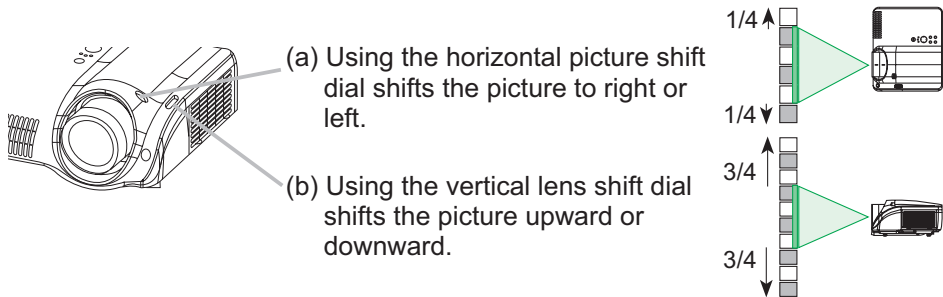 (a) Using the horizontal picture shift
dial shifts the picture to right or
left.
(b) Using the vertical lens shift dial
shifts the picture upward or
downward.
1/4
1/4
3/4
3/4